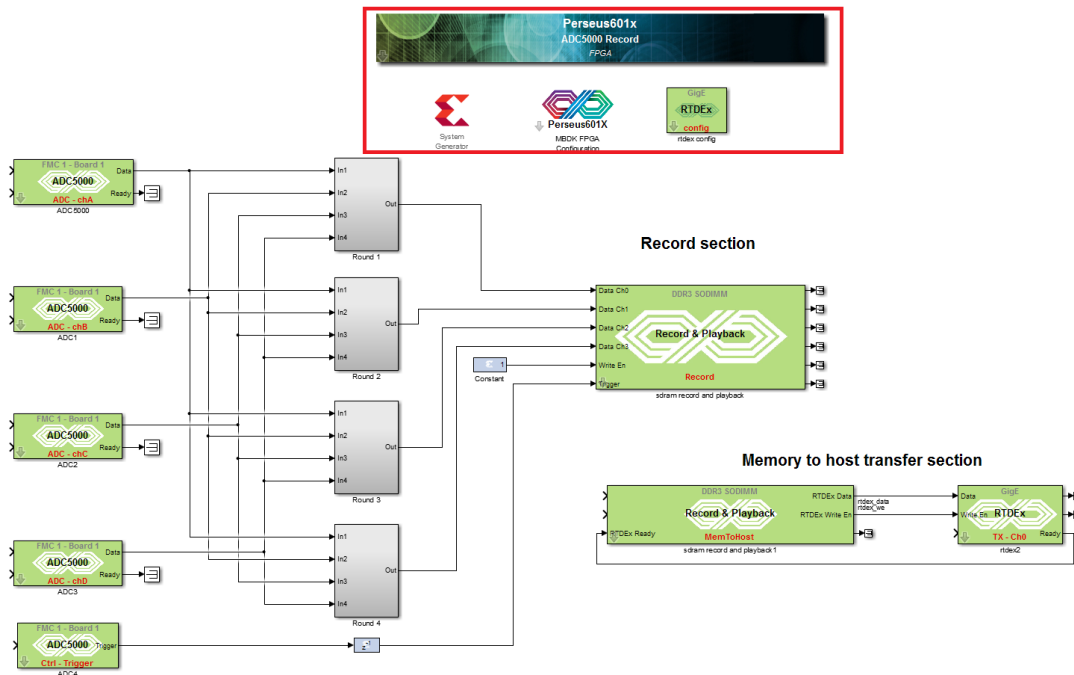 Perseus601x
ADC5000 Record
FPGA
System
Generator
Perseus601X
MBDK FPGA
Configuration
GigE
RTDEx
config
rtdex config
FMC 1 - Board 1
Data
ADC5000
Ready
ADC - chA
ADC5000
In1
In2
In3
In4
Out
Round 1
FMC 1 - Board 1
Data
ADC5000
Ready
ADC - chB
ADC1
In1
In2
In3
In4
Out
Round 2
FMC 1 - Board 1
Data
ADC5000
Ready
ADC - chC
ADC2
In1
In2
In3
In4
Out
Round 3
FMC 1 - Board 1
Data
ADC5000
Ready
ADC - chD
ADC3
In1
In2
In3
In4
Out
Round 4
FMC 1 - Board 1
ADC5000
Trigger
Ctrl - Trigger
ADC4
z-1
Record section
DDR3 SODIMM
Data Ch0
Data Ch1
Data Ch2
Data Ch3
Write En
Trigger
Record & Playback
Record
sdram record and playback
1
Constant
Memory to host transfer section
DDR3 SODIMM
RTDEx Data
Record & Playback
RTDEx Write En
RTDEx Ready
MemToHost
sdram record and playback1
rtdex_data
rtdex_we
GigE
Data
RTDEx
Write En
TX - Ch0
Ready
rtdex2